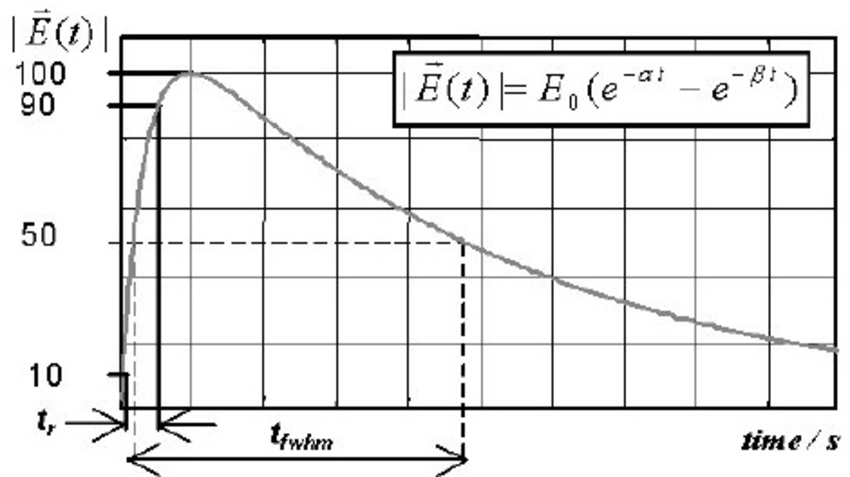 |E⃗(t)|
100
90
50
10
|E⃗(t)|= E₀(e^{-αt} − e^{-βt})
t_r
t_fwhm
time / s